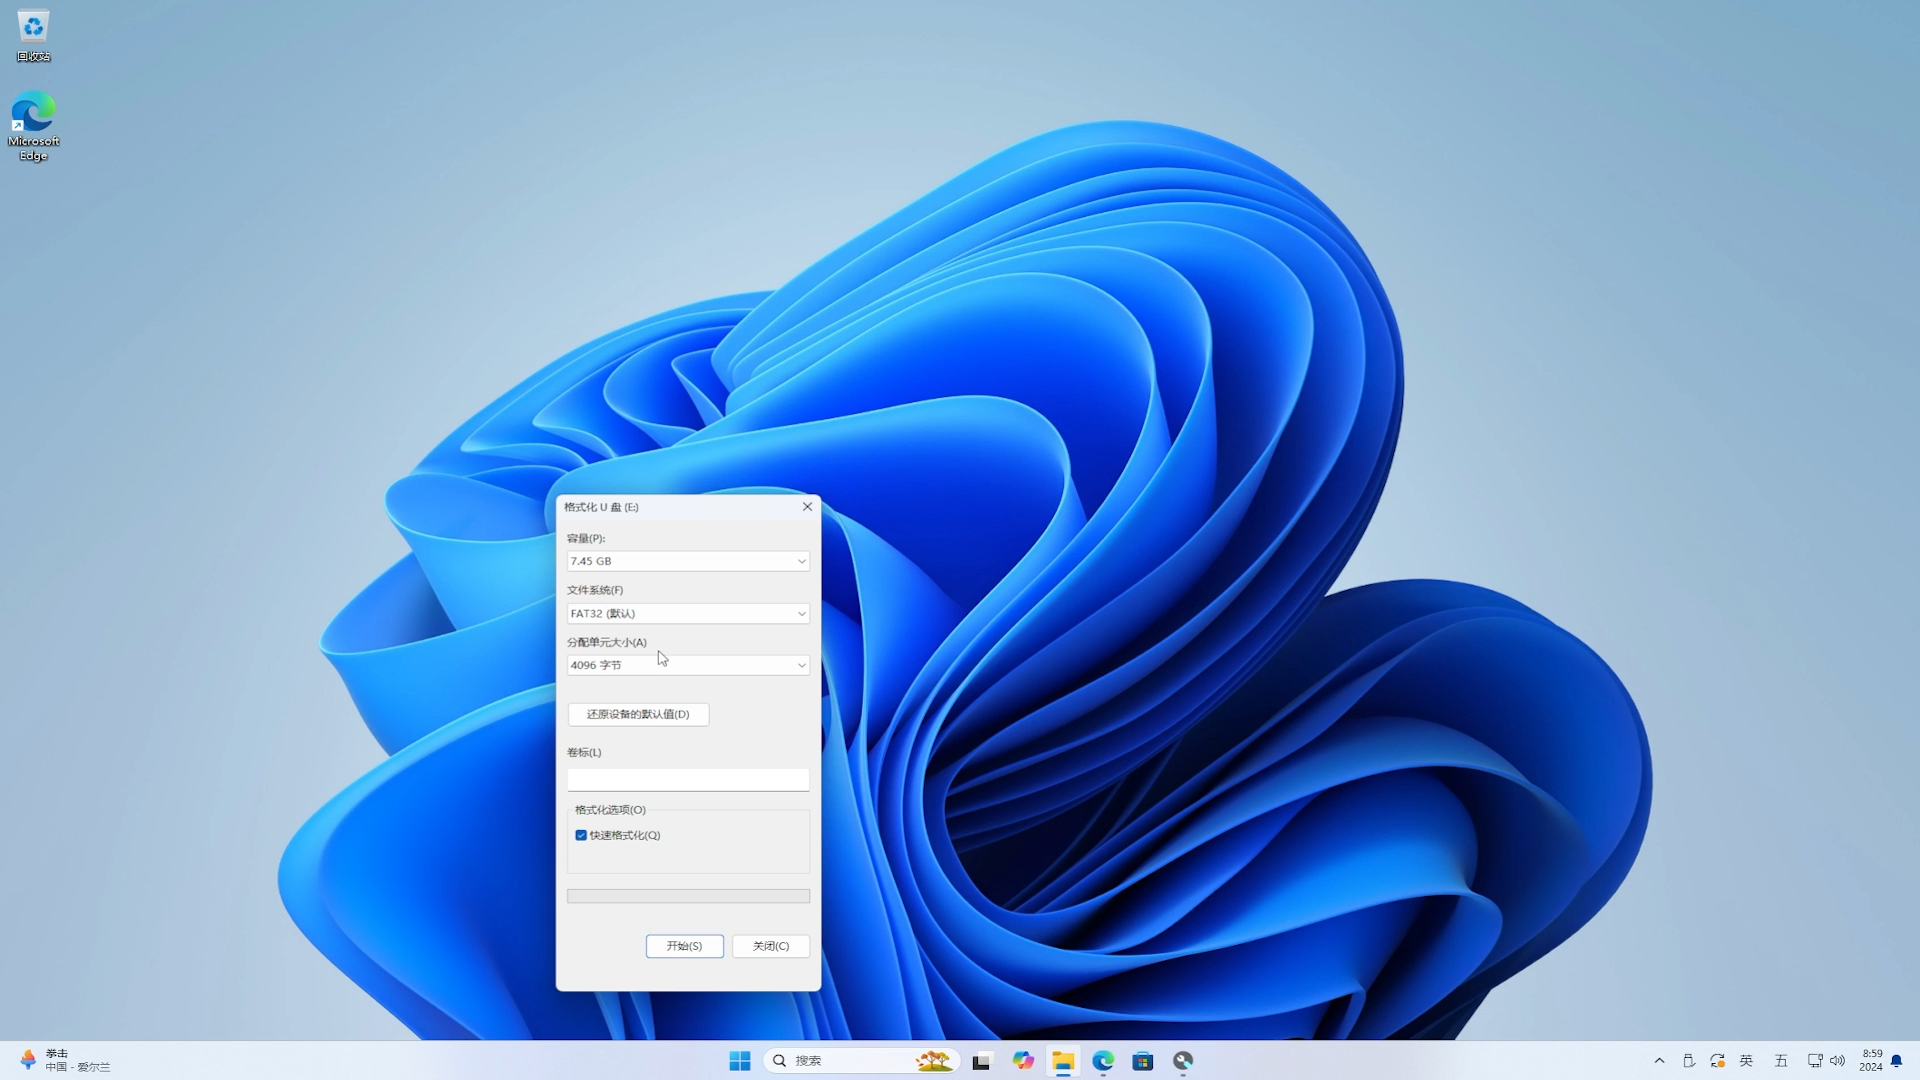 回收站
Microsoft
Edge
格式化 U 盘 (E:)
容量(P):
7.45 GB
文件系统(F)
FAT32 (默认)
分配单元大小(A)
4096 字节
还原设备的默认值(D)
卷标(L)
格式化选项(O)
快速格式化(Q)
开始(S)
关闭(C)
拳击
中国 - 爱尔兰
搜索
英
五
8:59
2024